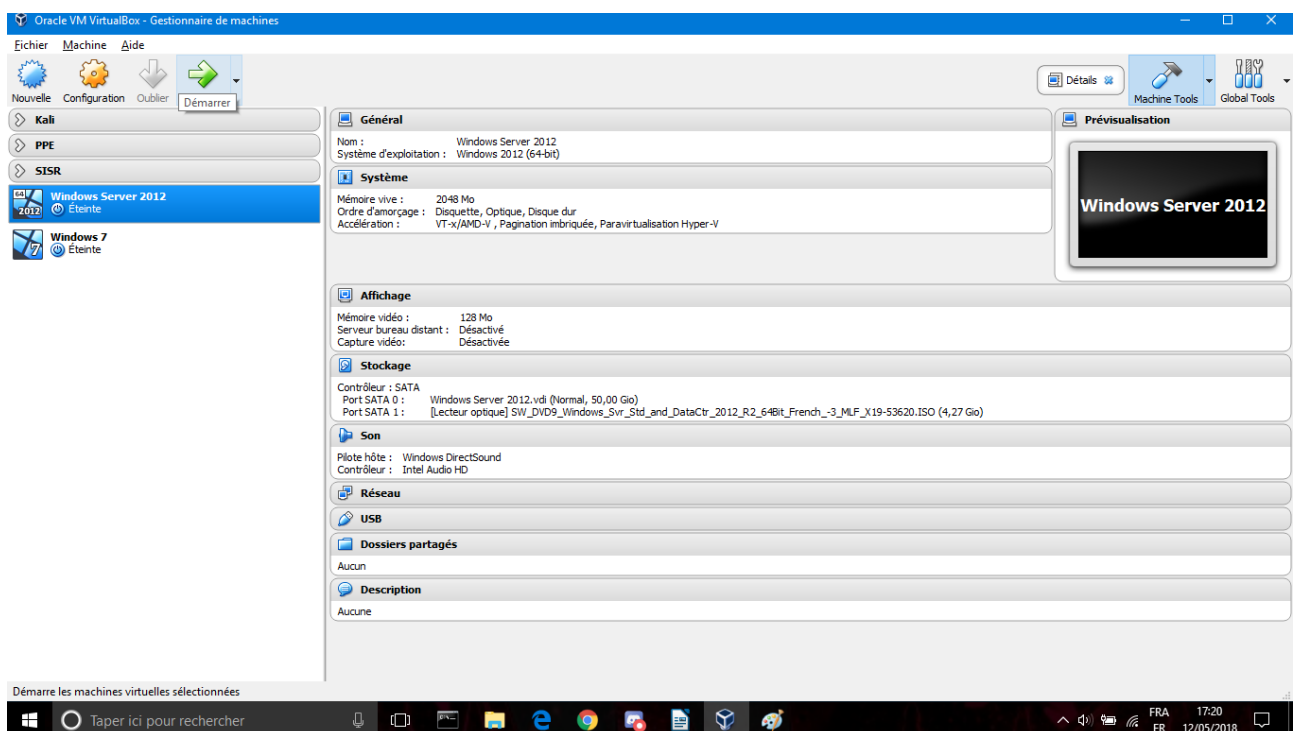 Oracle VM VirtualBox - Gestionnaire de machines
Fichier Machine Aide
Nouvelle Configuration Oublier Démarrer
Détails Machine Tools Global Tools
Kali
PPE
SISR
64 2012
Windows Server 2012
Éteinte
7
Windows 7
Éteinte
Général
Nom : Windows Server 2012
Système d'exploitation : Windows 2012 (64-bit)
Système
Mémoire vive : 2048 Mo
Ordre d'amorçage : Disquette, Optique, Disque dur
Accélération : VT-x/AMD-V , Pagination imbriquée, Paravirtualisation Hyper-V
Prévisualisation
Windows Server 2012
Affichage
Mémoire vidéo : 128 Mo
Serveur bureau distant : Désactivé
Capture vidéo: Désactivée
Stockage
Contrôleur : SATA
Port SATA 0 : Windows Server 2012.vdi (Normal, 50,00 Gio)
Port SATA 1 : [Lecteur optique] SW_DVD9_Windows_Svr_Std_and_DataCtr_2012_R2_64Bit_French_-3_MLF_X19-53620.ISO (4,27 Gio)
Son
Pilote hôte : Windows DirectSound
Contrôleur : Intel Audio HD
Réseau
USB
Dossiers partagés
Aucun
Description
Aucune
Démarre les machines virtuelles sélectionnées
Taper ici pour rechercher
FRA 17:20
FR 12/05/2018